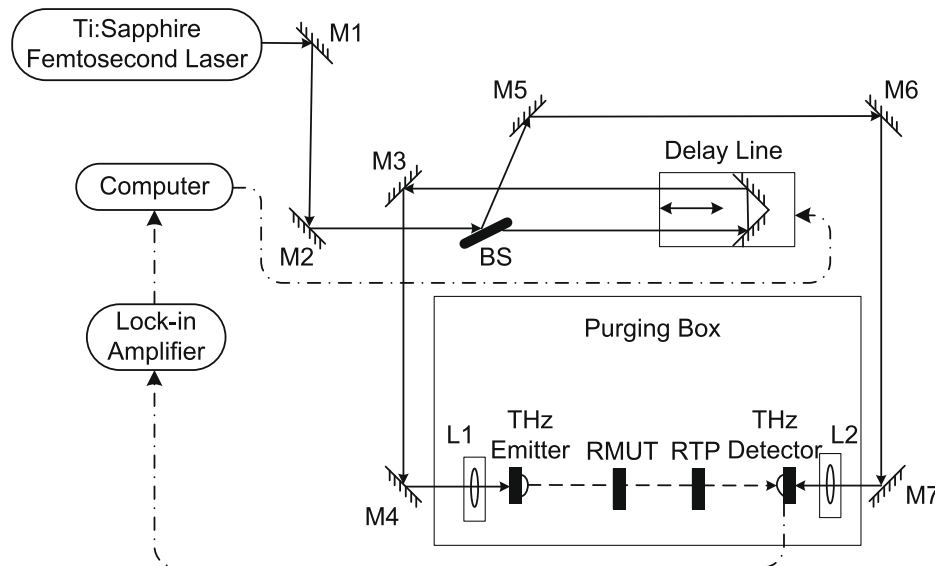 Ti:Sapphire
Femtosecond Laser
M1
M5
M6
M3
Delay Line
Computer
M2
BS
Lock-in
Amplifier
Purging Box
THz
Emitter
THz
Detector
L1
RMUT
RTP
L2
M4
M7